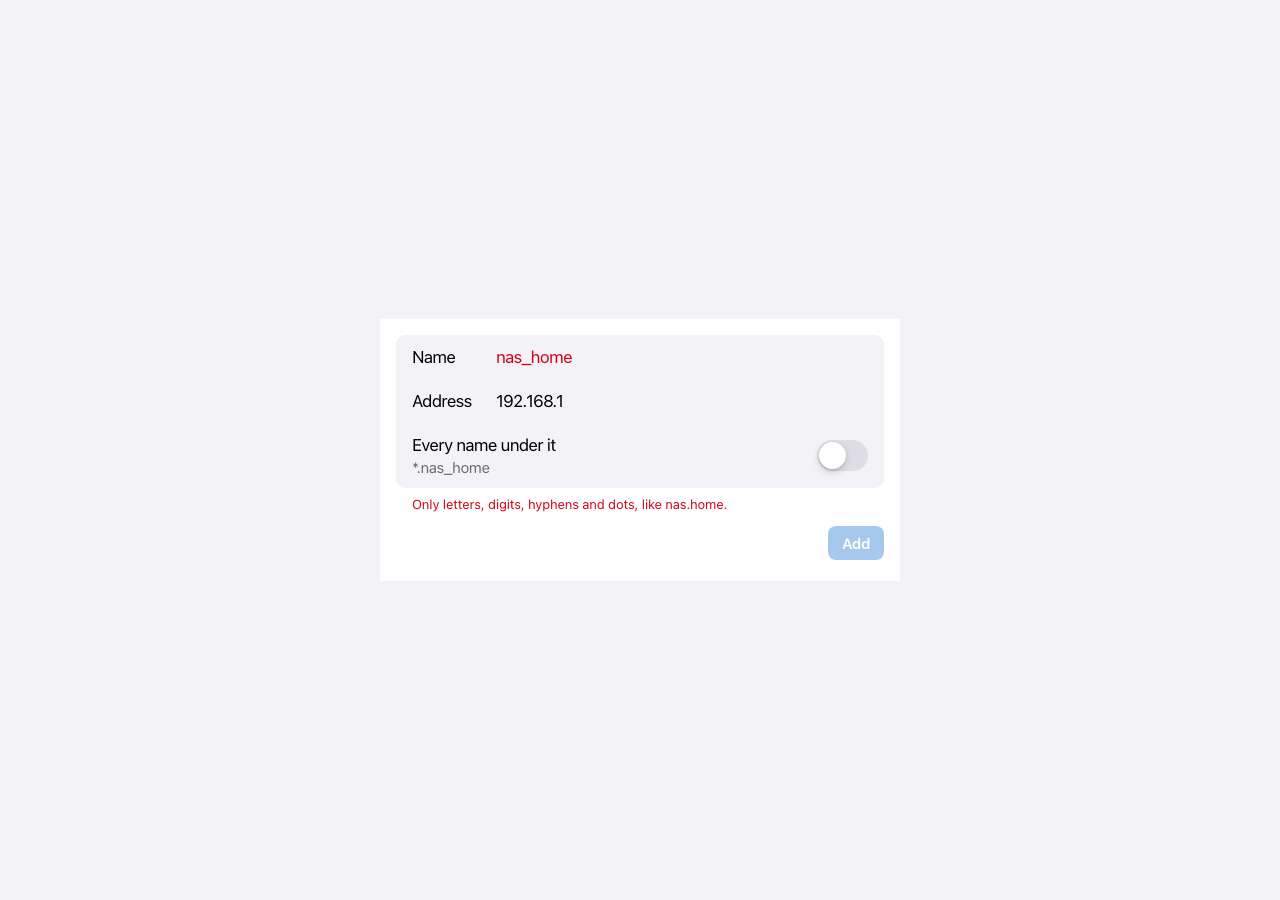 Name nas_home
Address 192.168.1
Every name under it
*.nas_home
Only letters, digits, hyphens and dots, like nas.home.
Add